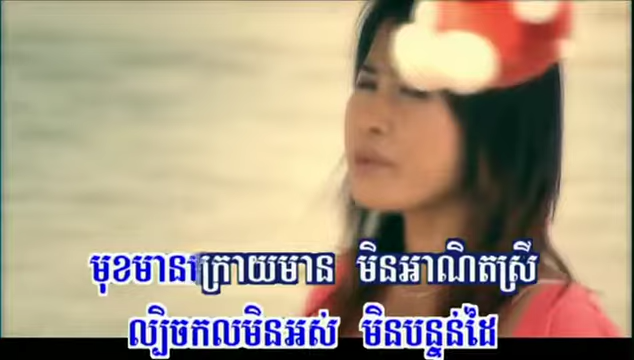 មុខមានក្រោយមាន មិនអាណិតស្រី
ល្បិចកលមិនអស់ មិនបន្ទន់ដៃ